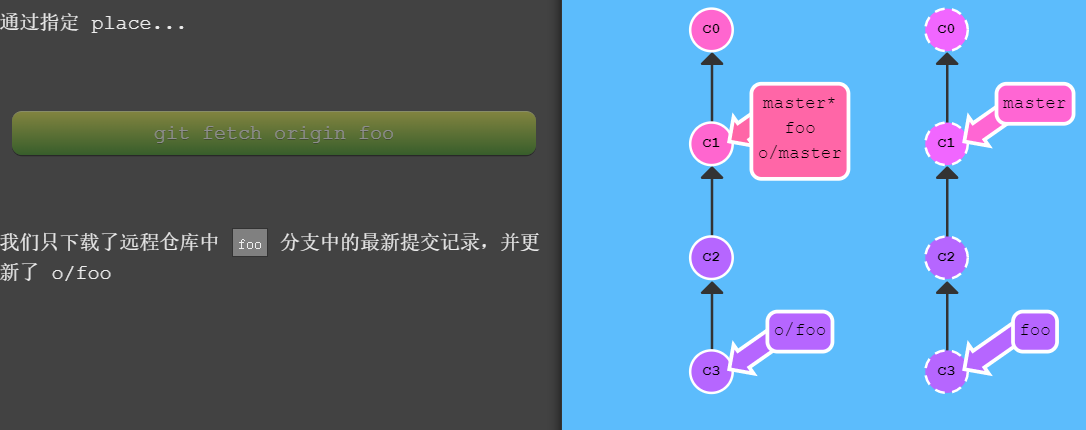 通过指定 place...
git fetch origin foo
我们只下载了远程仓库中 foo 分支中的最新提交记录，并更
新了 o/foo
C0
C0
master*
foo
o/master
master
C1
C1
C2
C2
o/foo
foo
C3
C3